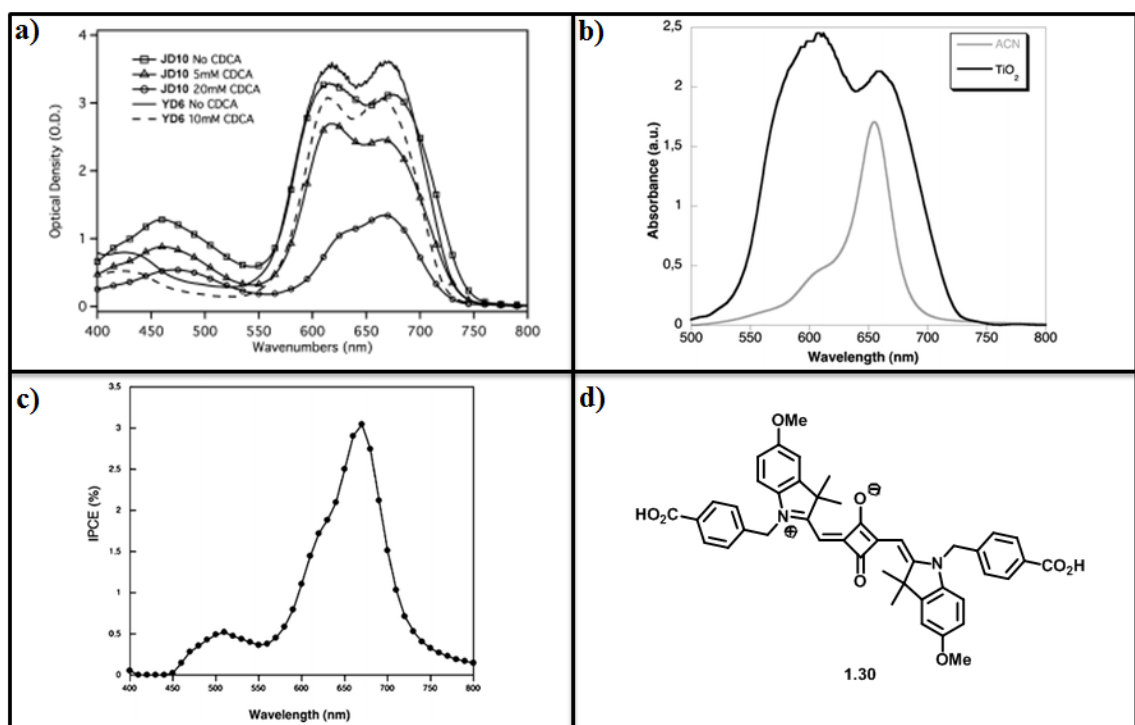 a)
JD10 No CDCA
JD10 5mM CDCA
JD10 20mM CDCA
YD6 No CDCA
YD6 10mM CDCA
Optical Density (O.D.)
4
3
2
1
0
400 450 500 550 600 650 700 750 800
Wavenumbers (nm)
b)
ACN
TiO₂
Absorbance (a.u.)
2,5
2
1,5
1
0,5
0
500 550 600 650 700 750 800
Wavelength (nm)
c)
IPCE (%)
3,5
3
2,5
2
1,5
1
0,5
0
400 450 500 550 600 650 700 750 800
Wavelength (nm)
d)
OMe
HO₂C
N
⊕
O
⊖
O
N
CO₂H
OMe
1.30